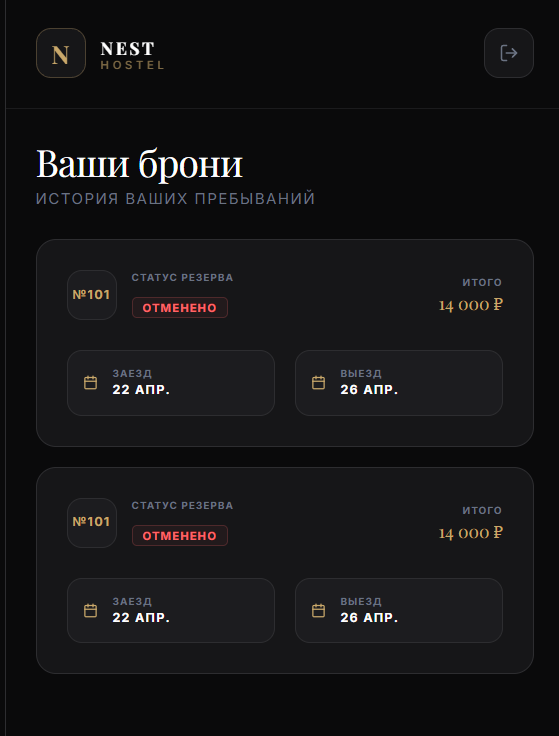 N
NEST
HOSTEL
Ваши брони
ИСТОРИЯ ВАШИХ ПРЕБЫВАНИЙ
№101
СТАТУС РЕЗЕРВА
ОТМЕНЕНО
ИТОГО
14 000 ₽
ЗАЕЗД
22 АПР.
ВЫЕЗД
26 АПР.
№101
СТАТУС РЕЗЕРВА
ОТМЕНЕНО
ИТОГО
14 000 ₽
ЗАЕЗД
22 АПР.
ВЫЕЗД
26 АПР.